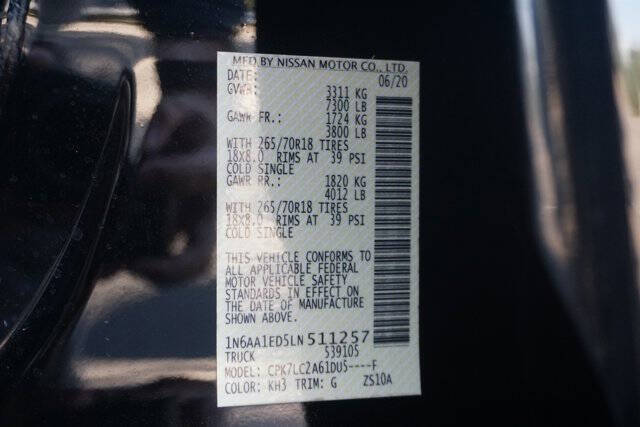 MFD BY NISSAN MOTOR CO., LTD.
DATE: 06/20
GVWR: 3311 KG
7300 LB
GAWR FR.: 1724 KG
3800 LB
WITH 265/70R18 TIRES
18X8.0 RIMS AT 39 PSI
COLD SINGLE
GAWR RR.: 1820 KG
4012 LB
WITH 265/70R18 TIRES
18X8.0 RIMS AT 39 PSI
COLD SINGLE
THIS VEHICLE CONFORMS TO
ALL APPLICABLE FEDERAL
MOTOR VEHICLE SAFETY
STANDARDS IN EFFECT ON
THE DATE OF MANUFACTURE
SHOWN ABOVE.
1N6AA1ED5LN511257
TRUCK 539105
MODEL: CPK7LC2A61DUS----F
COLOR: KH3 TRIM: G ZS10A